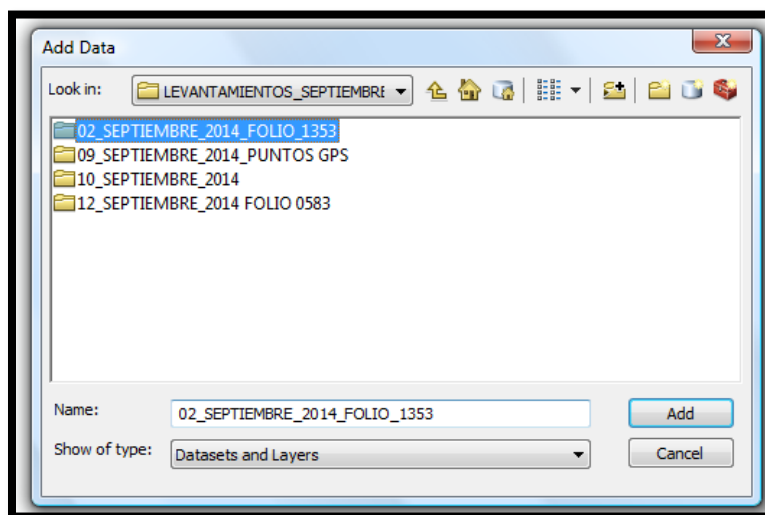 Add Data
Look in: LEVANTAMIENTOS_SEPTIEMBRE
02_SEPTIEMBRE_2014_FOLIO_1353
09_SEPTIEMBRE_2014_PUNTOS GPS
10_SEPTIEMBRE_2014
12_SEPTIEMBRE_2014 FOLIO 0583
Name: 02_SEPTIEMBRE_2014_FOLIO_1353 Add
Show of type: Datasets and Layers Cancel